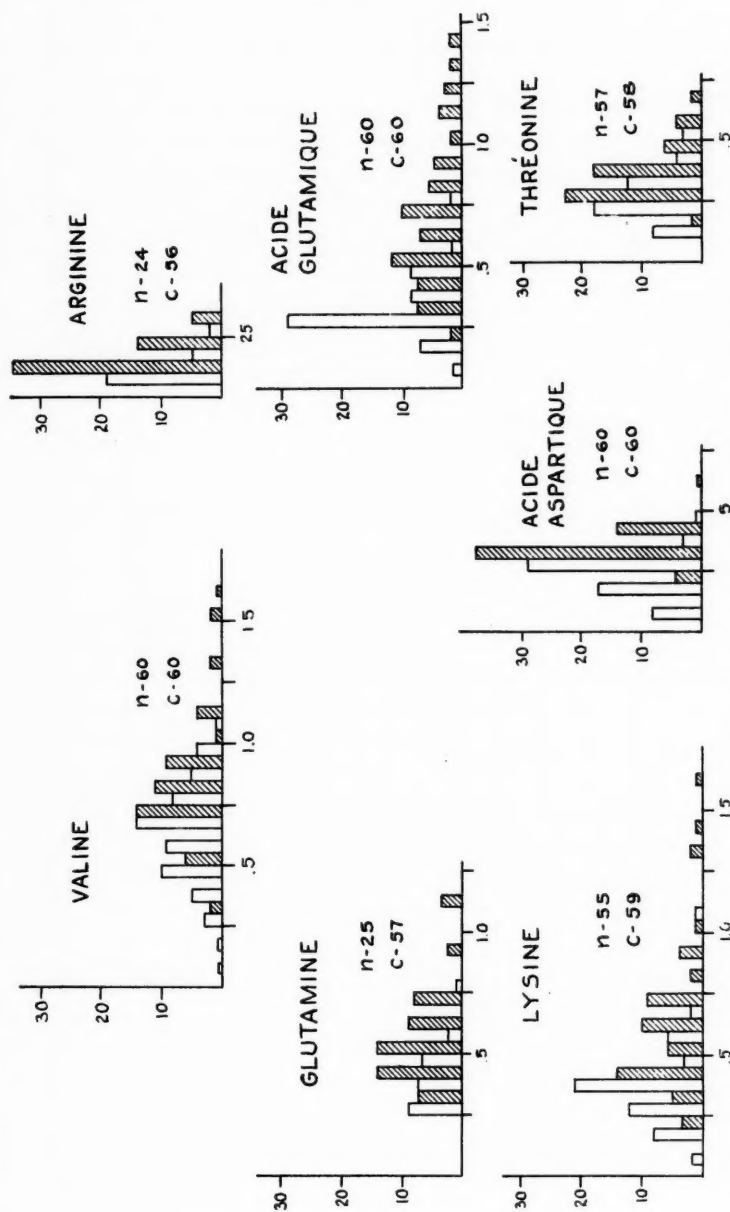 VALINE
n-60
C-60
30
20
10
.5
1.0
1.5
ARGININE
n-24
C-56
30
20
10
25
GLUTAMINE
n-25
C-57
30
20
10
.5
1.0
ACIDE
GLUTAMIQUE
n-60
C-60
30
20
10
.5
1.0
1.5
LYSINE
n-55
C-59
30
20
10
.5
1.0
1.5
ACIDE
ASPARTIQUE
n-60
C-60
30
20
10
.5
THRÉONINE
n-57
C-58
30
20
10
.5